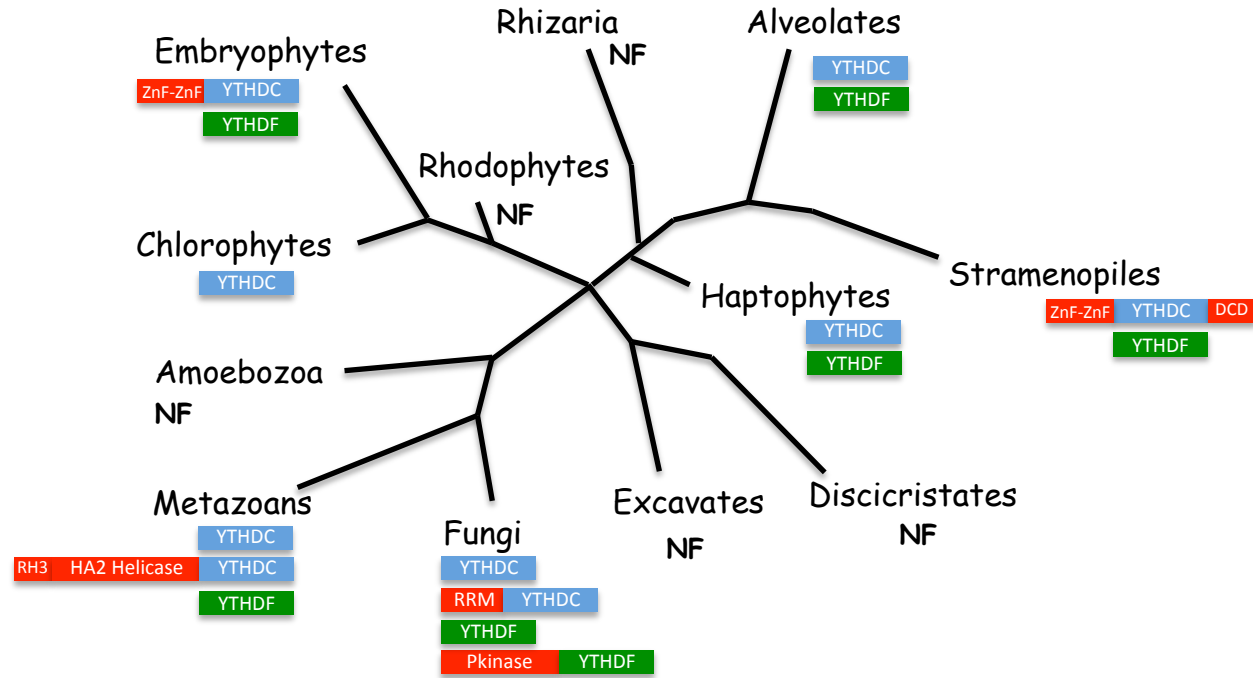 Rhizaria
NF
Alveolates
YTHDC
YTHDF
Embryophytes
ZnF-ZnF YTHDC
YTHDF
Rhodophytes
NF
Chlorophytes
YTHDC
Haptophytes
YTHDC
YTHDF
Stramenopiles
ZnF-ZnF YTHDC DCD
YTHDF
Amoebozoa
NF
Metazoans
YTHDC
RH3 HA2 Helicase YTHDC
YTHDF
Fungi
YTHDC
RRM YTHDC
YTHDF
Pkinase YTHDF
Excavates
NF
Discicristates
NF